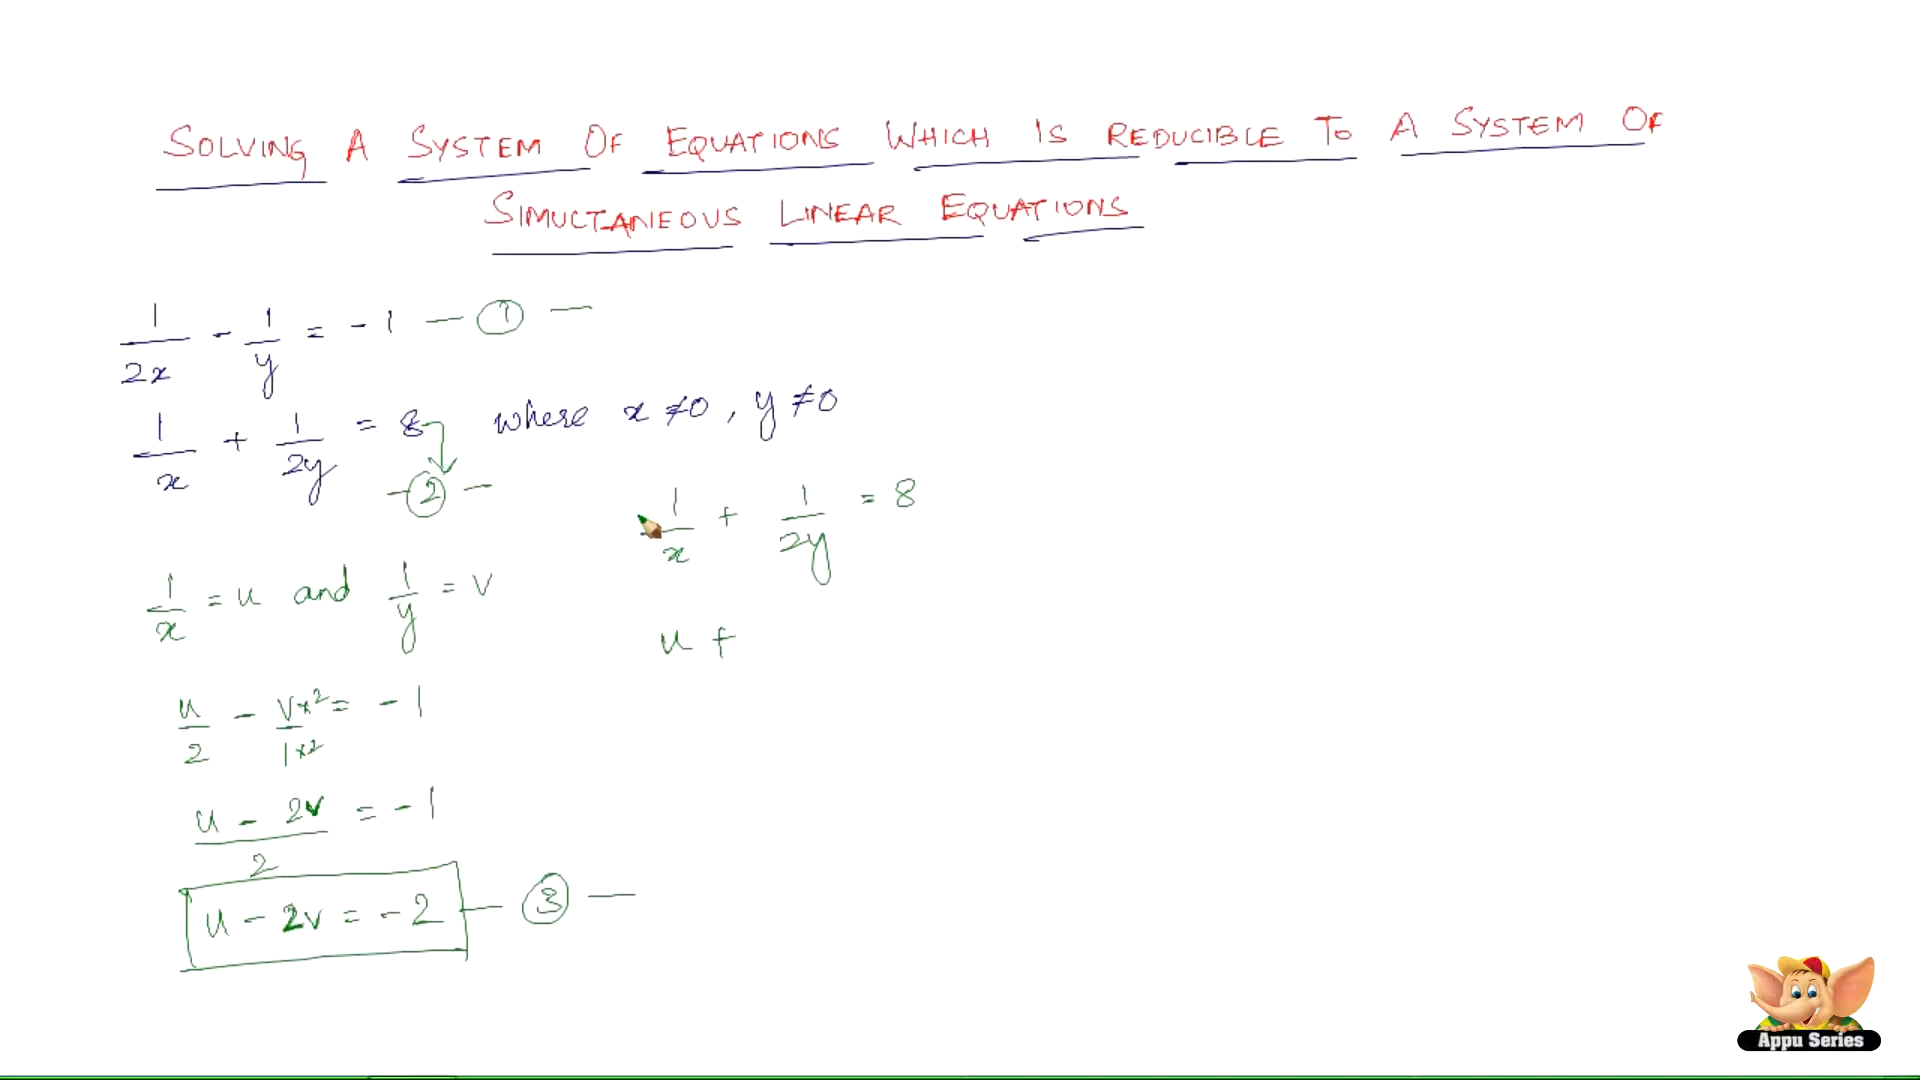 SOLVING A SYSTEM OF EQUATIONS WHICH IS REDUCIBLE TO A SYSTEM OF
SIMULTANEOUS LINEAR EQUATIONS
1/2x - 1/y = -1 — ① —
1/x + 1/2y = 8 where x ≠ 0, y ≠ 0
- ② -
1/x = u and 1/y = v
u/2 - v×2/1×2 = -1
u - 2v/2 = -1
u - 2v = -2 — ③ —
1/x + 1/2y = 8
u +
Appu Series